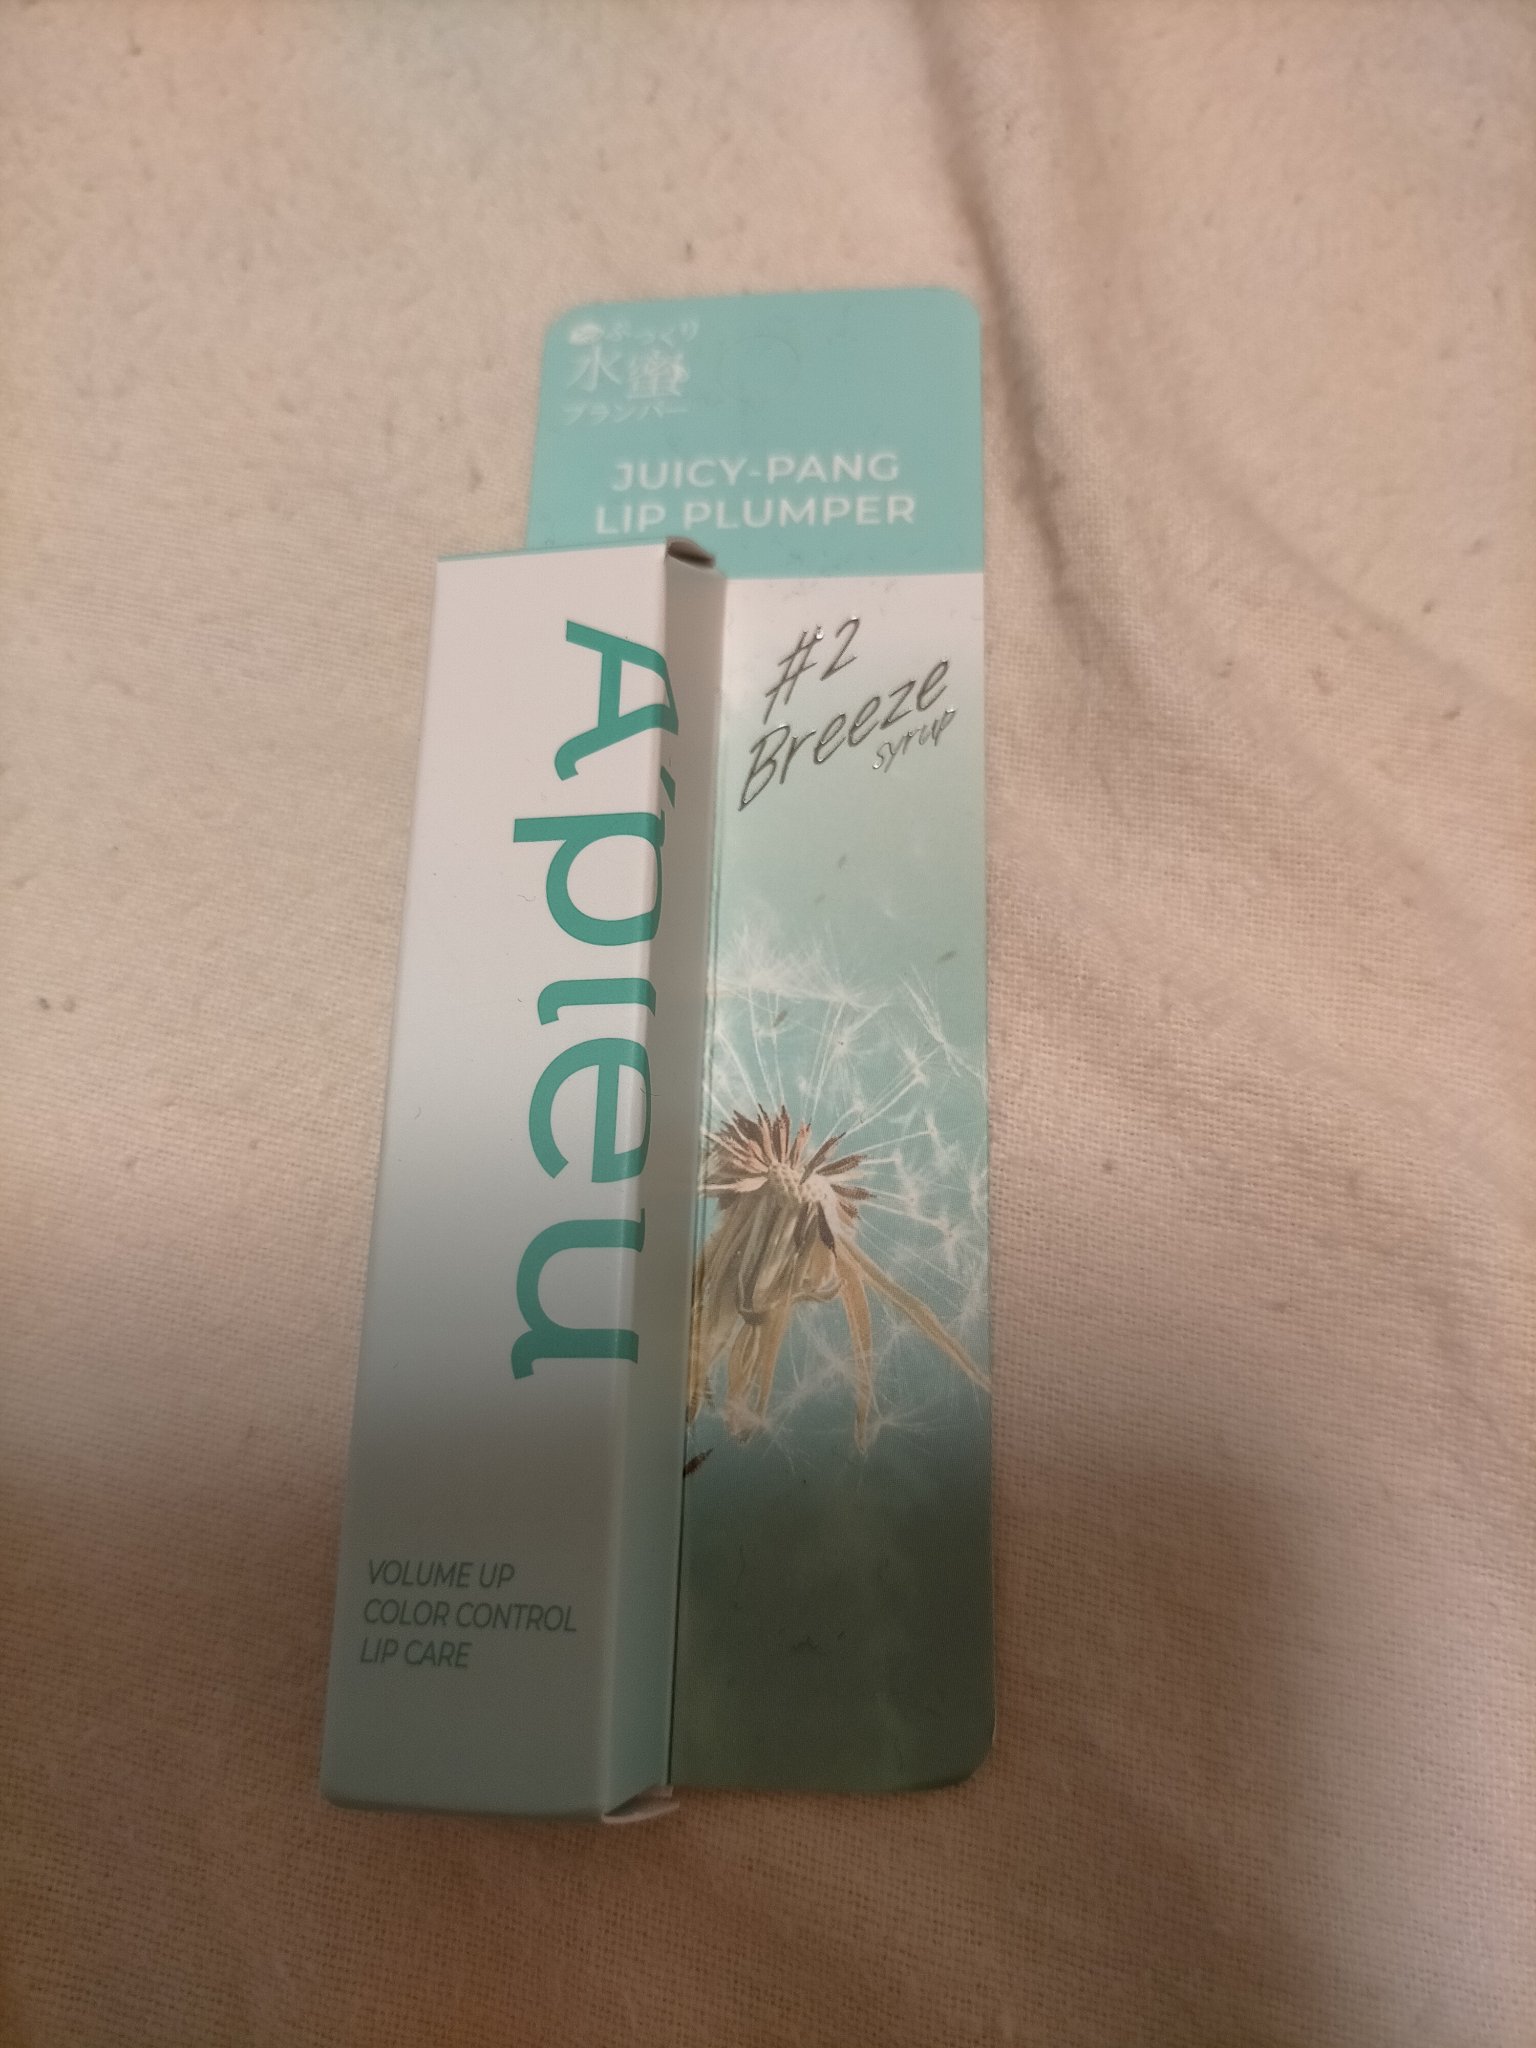 ぷっくり
水蜜
プランパー
JUICY-PANG
LIP PLUMPER
#2
Breeze
syrup
A'pieu
VOLUME UP
COLOR CONTROL
LIP CARE